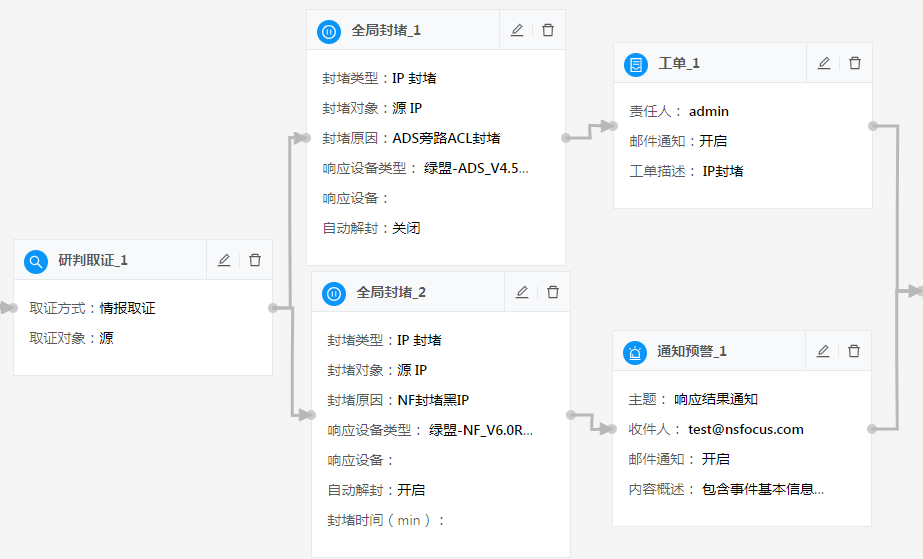 研判取证_1
取证方式：情报取证
取证对象：源
全局封堵_1
封堵类型：IP 封堵
封堵对象：源 IP
封堵原因：ADS旁路ACL封堵
响应设备类型： 绿盟-ADS_V4.5...
响应设备：
自动解封：关闭
全局封堵_2
封堵类型：IP 封堵
封堵对象：源 IP
封堵原因：NF封堵黑IP
响应设备类型： 绿盟-NF_V6.0R...
响应设备：
自动解封：开启
封堵时间（min）：
工单_1
责任人： admin
邮件通知：开启
工单描述： IP封堵
通知预警_1
主题： 响应结果通知
收件人： test@nsfocus.com
邮件通知： 开启
内容概述： 包含事件基本信息...